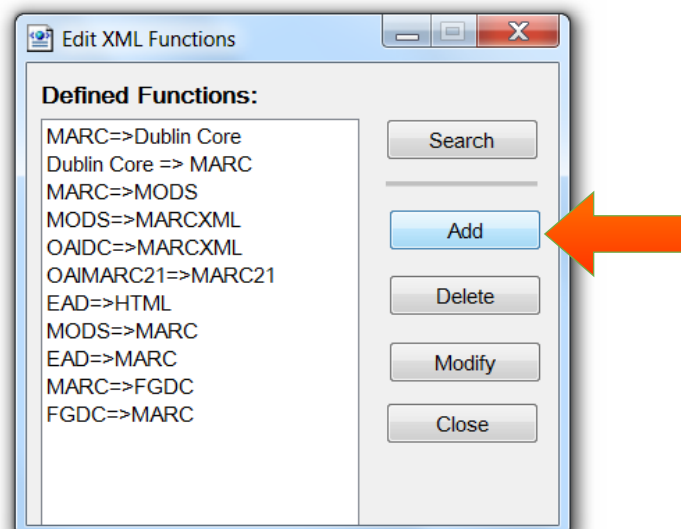 Edit XML Functions
Defined Functions:
MARC=>Dublin Core
Dublin Core => MARC
MARC=>MODS
MODS=>MARCXML
OAIDC=>MARCXML
OAIMARC21=>MARC21
EAD=>HTML
MODS=>MARC
EAD=>MARC
MARC=>FGDC
FGDC=>MARC
Search
Add
Delete
Modify
Close